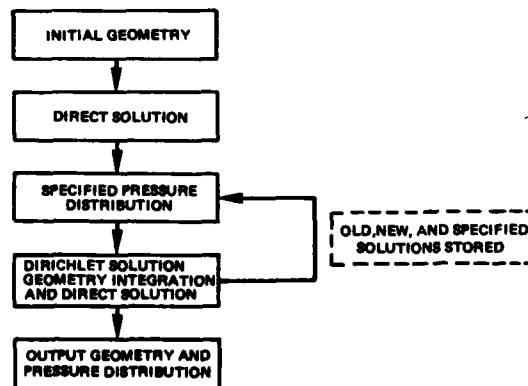 INITIAL GEOMETRY
DIRECT SOLUTION
SPECIFIED PRESSURE
DISTRIBUTION
OLD,NEW, AND SPECIFIED
SOLUTIONS STORED
DIRICHLET SOLUTION
GEOMETRY INTEGRATION
AND DIRECT SOLUTION
OUTPUT GEOMETRY AND
PRESSURE DISTRIBUTION